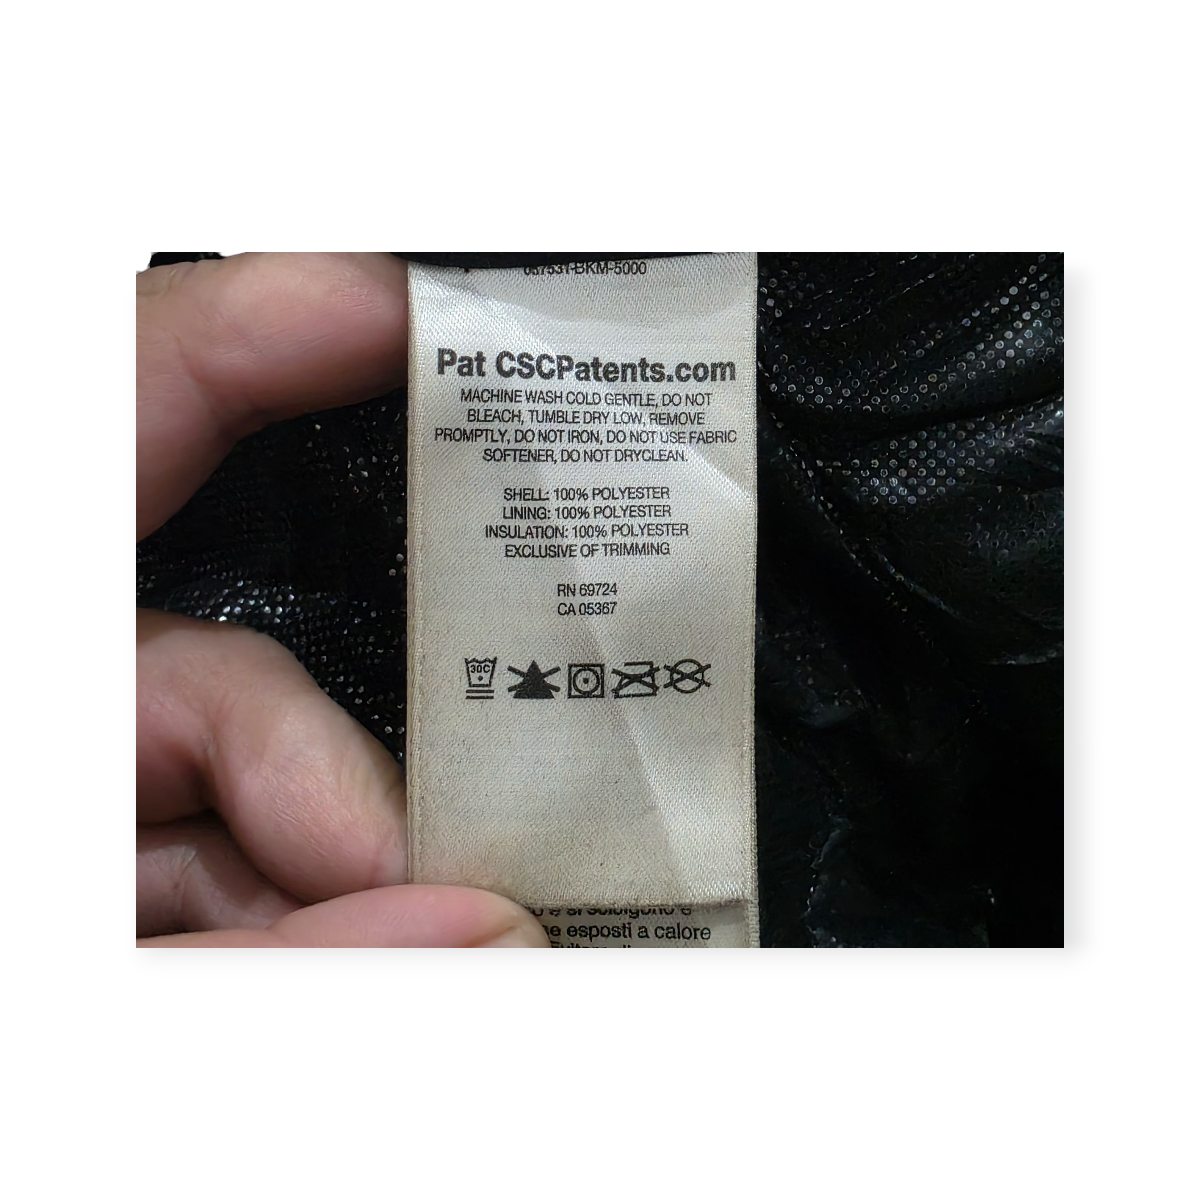 -BKM-5000
Pat CSCPatents.com
MACHINE WASH COLD GENTLE, DO NOT
BLEACH, TUMBLE DRY LOW, REMOVE
PROMPTLY, DO NOT IRON, DO NOT USE FABRIC
SOFTENER, DO NOT DRYCLEAN.
SHELL: 100% POLYESTER
LINING: 100% POLYESTER
INSULATION: 100% POLYESTER
EXCLUSIVE OF TRIMMING
RN 69724
CA 05367
30C
esposti a calore